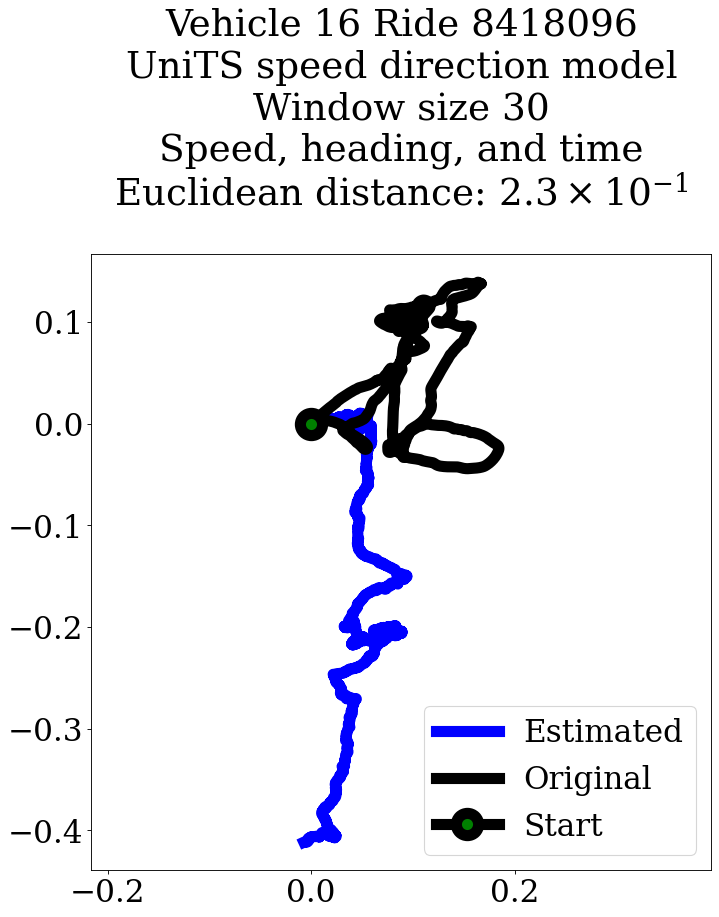 Vehicle 16 Ride 8418096
UniTS speed direction model
Window size 30
Speed, heading, and time
Euclidean distance: 2.3 × 10⁻¹
0.1
0.0
−0.1
−0.2
−0.3
−0.4
−0.2
0.0
0.2
Estimated
Original
Start